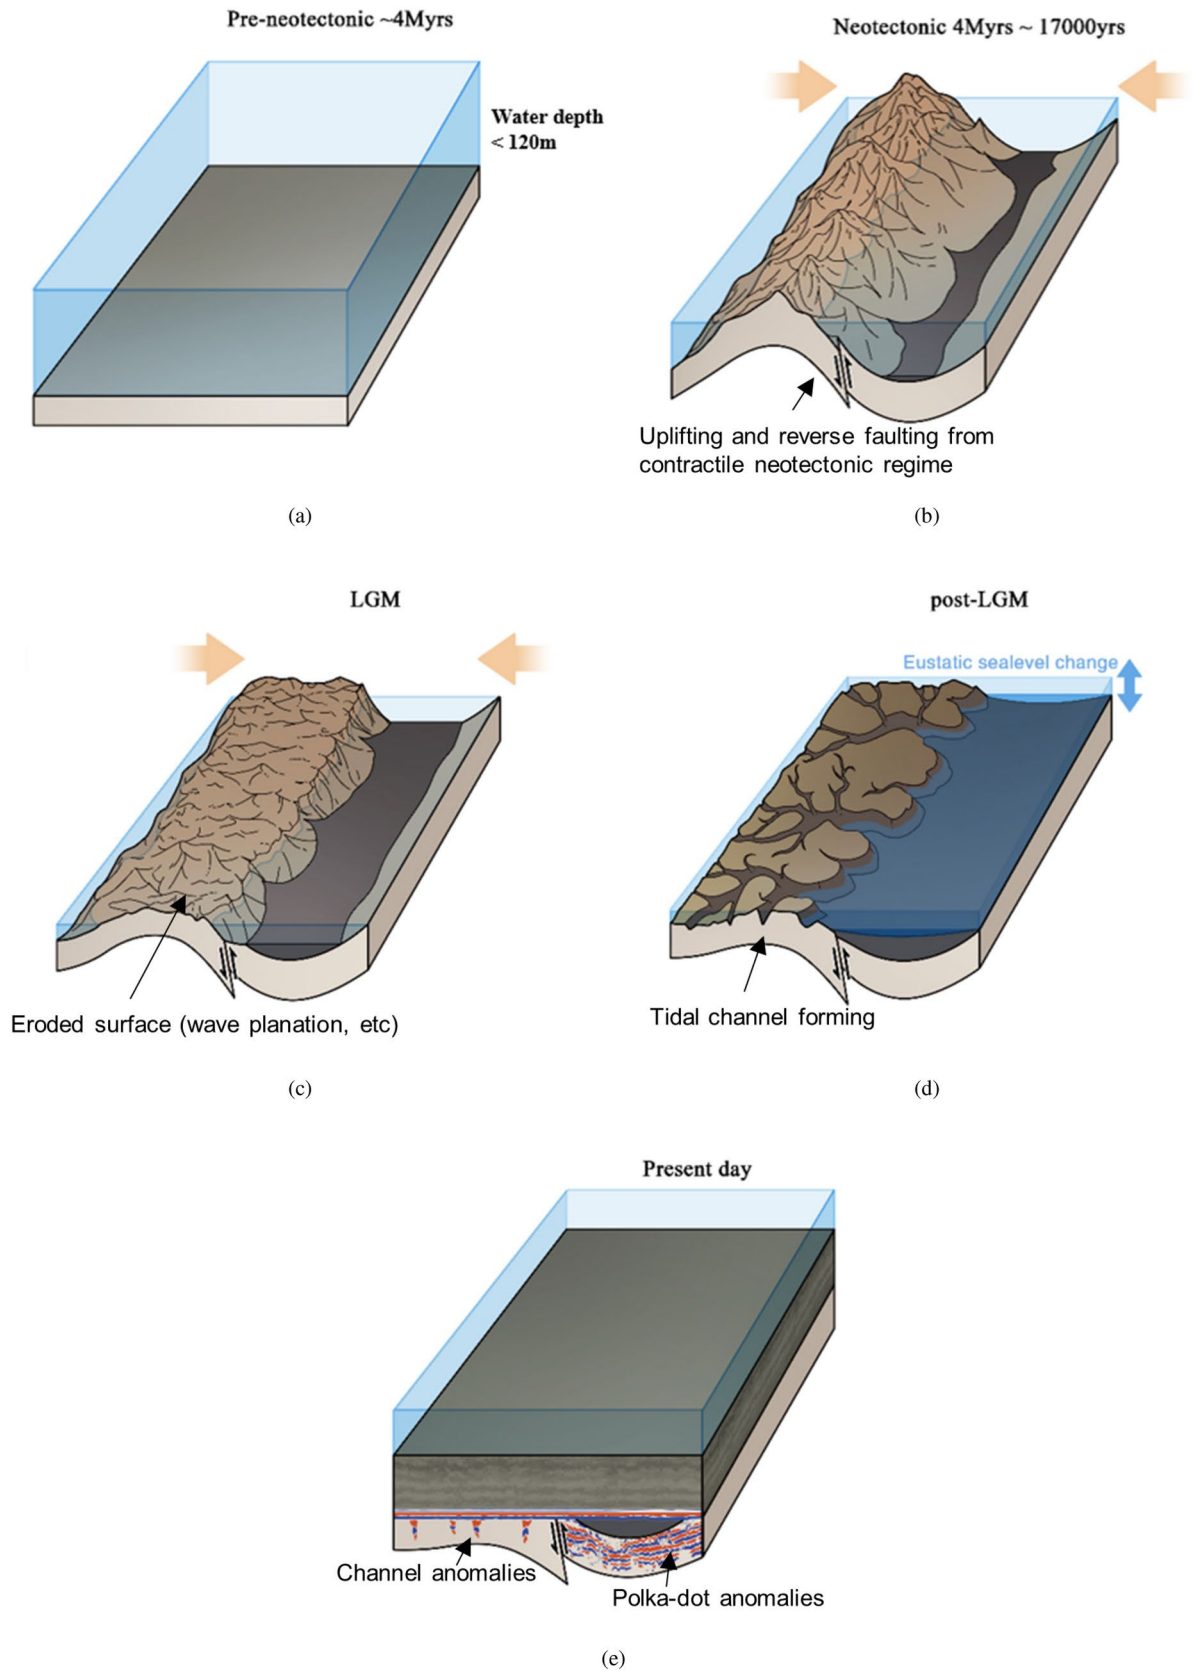 Pre-neotectonic ~4Myrs
Neotectonic 4Myrs ~ 17000yrs
Water depth
< 120m
Uplifting and reverse faulting from
contractile neotectonic regime
(a)
(b)
LGM
post-LGM
Eustatic sealevel change
Eroded surface (wave planation, etc)
Tidal channel forming
(c)
(d)
Present day
Channel anomalies
Polka-dot anomalies
(e)